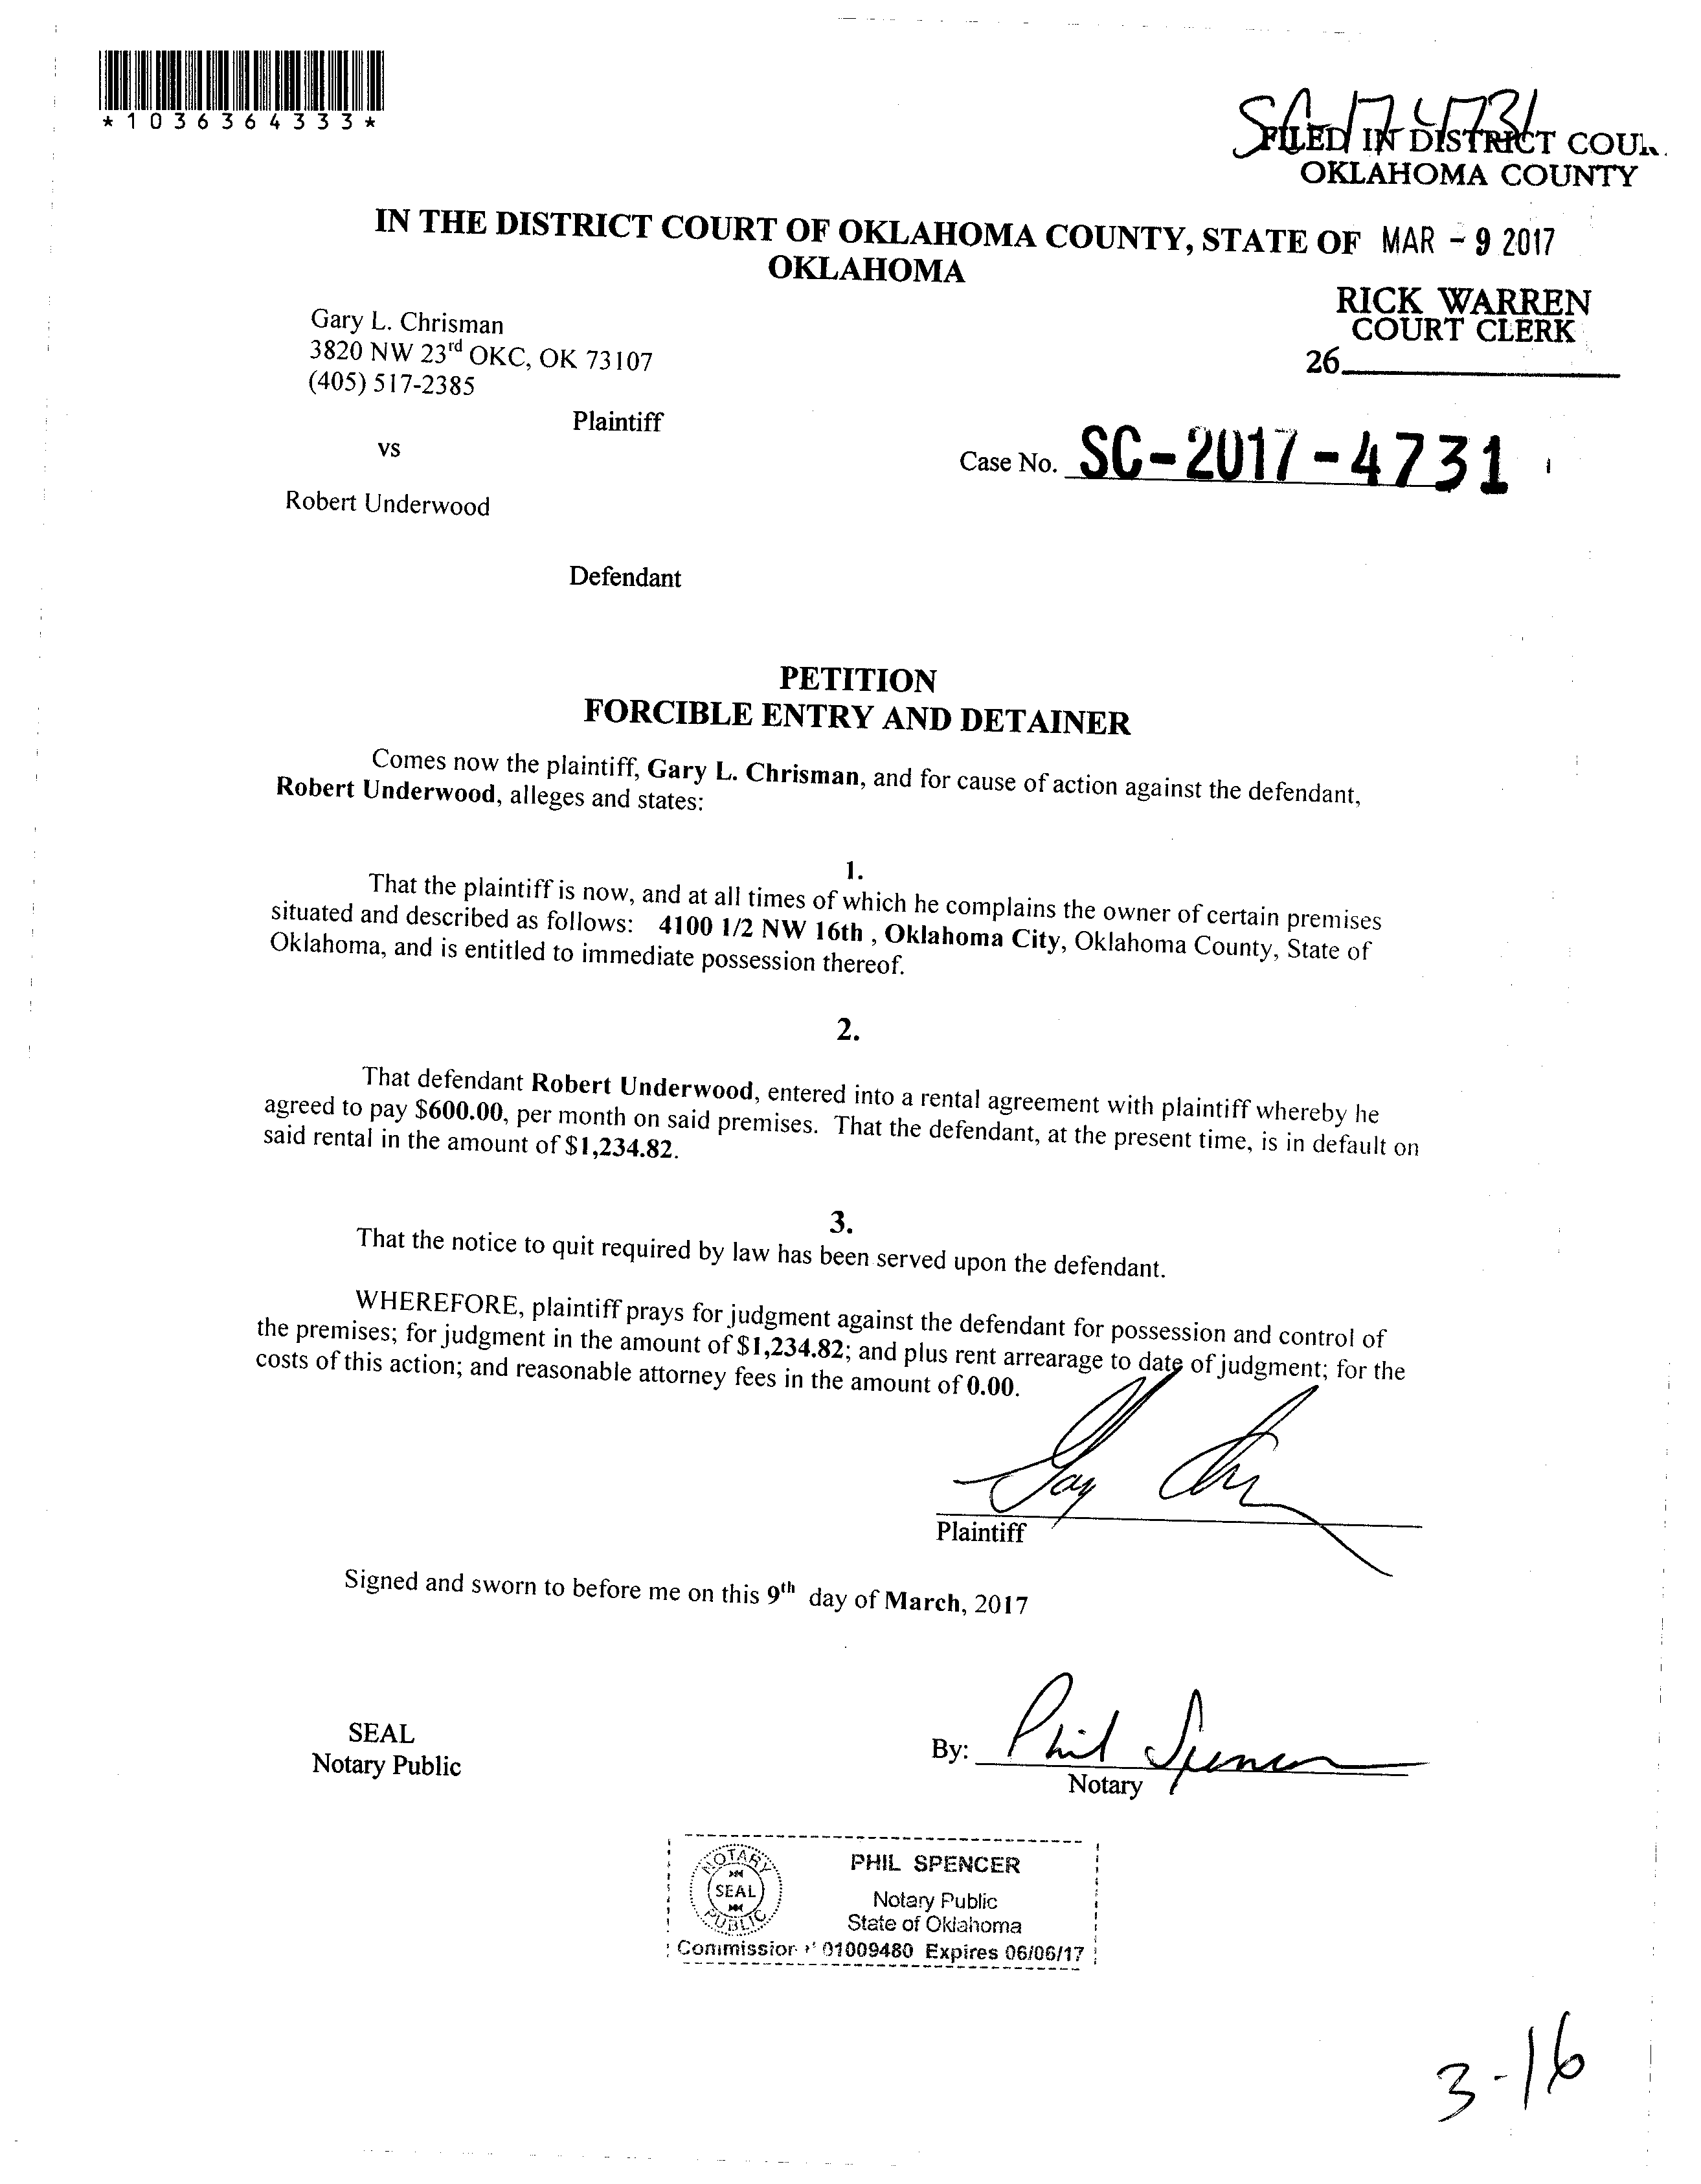 *1036364333*
SC-17-4731
FILED IN DISTRICT COU
OKLAHOMA COUNTY
IN THE DISTRICT COURT OF OKLAHOMA COUNTY, STATE OF MAR - 9 2017
OKLAHOMA
RICK WARREN
COURT CLERK
26
Gary L. Chrisman
3820 NW 23rd OKC, OK 73107
(405) 517-2385
Plaintiff
vs
Case No. SC-2017-4731
Robert Underwood
Defendant
PETITION
FORCIBLE ENTRY AND DETAINER
Comes now the plaintiff, Gary L. Chrisman, and for cause of action against the defendant,
Robert Underwood, alleges and states:
1.
That the plaintiff is now, and at all times of which he complains the owner of certain premises
situated and described as follows: 4100 1/2 NW 16th , Oklahoma City, Oklahoma County, State of
Oklahoma, and is entitled to immediate possession thereof.
2.
That defendant Robert Underwood, entered into a rental agreement with plaintiff whereby he
agreed to pay $600.00, per month on said premises. That the defendant, at the present time, is in default on
said rental in the amount of $1,234.82.
3.
That the notice to quit required by law has been served upon the defendant.
WHEREFORE, plaintiff prays for judgment against the defendant for possession and control of
the premises; for judgment in the amount of $1,234.82; and plus rent arrearage to date of judgment; for the
costs of this action; and reasonable attorney fees in the amount of 0.00.
Plaintiff
Signed and sworn to before me on this 9th day of March, 2017
SEAL
Notary Public
By: Phil Spencer
Notary
NOTARY
SEAL
PUBLIC
PHIL SPENCER
Notary Public
State of Oklahoma
Commission # 01009480 Expires 06/06/17
3-16